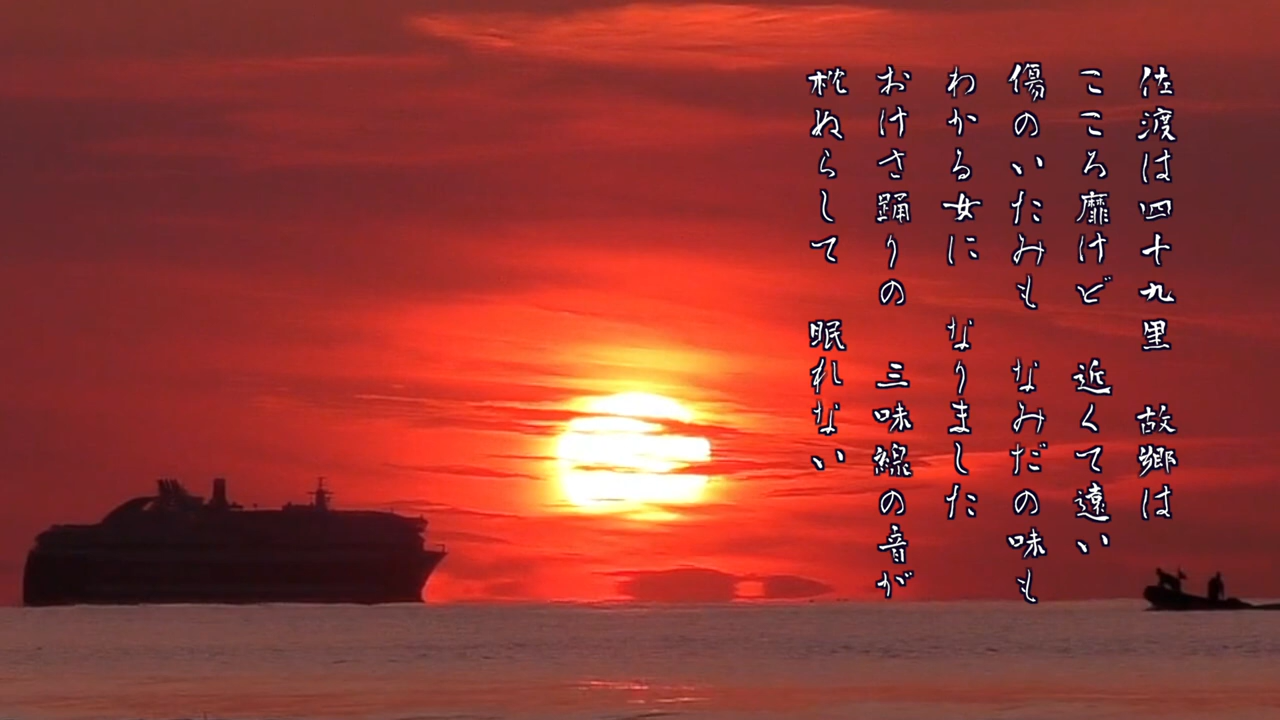 佐渡は四十九里　故郷は
こころ靡けど　近くて遠い
傷のいたみも　なみだの味も
わかる女に　なりました
おけさ踊りの　三味線の音が
枕ぬらして　眠れない